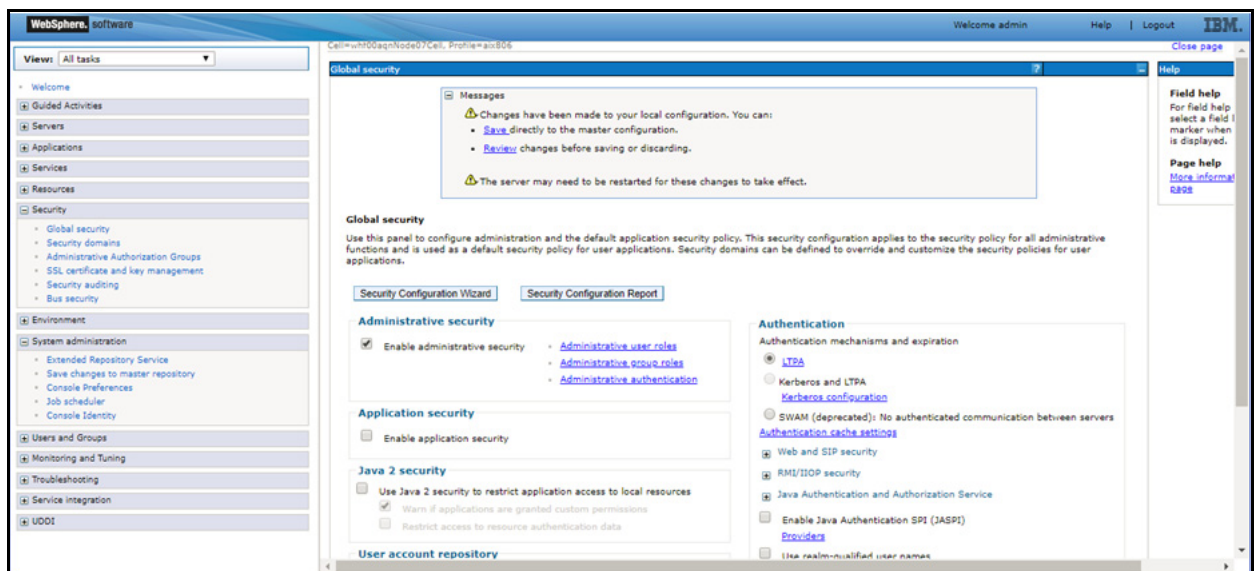 WebSphere. software
Welcome admin
Help | Logout
IBM.
View: All tasks
Welcome
Guided Activities
Servers
Applications
Services
Resources
Security
Global security
Security domains
Administrative Authorization Groups
SSL certificate and key management
Security auditing
Bus security
Environment
System administration
Extended Repository Service
Save changes to master repository
Console Preferences
Job scheduler
Console Identity
Users and Groups
Monitoring and Tuning
Troubleshooting
Service integration
UDDI
Profile=aix806
Close page
Global security
?
Messages
Changes have been made to your local configuration. You can:
Save directly to the master configuration.
Review changes before saving or discarding.
The server may need to be restarted for these changes to take effect.
Global security
Use this panel to configure administration and the default application security policy. This security configuration applies to the security policy for all administrative
functions and is used as a default security policy for user applications. Security domains can be defined to override and customize the security policies for user
applications.
Security Configuration Wizard
Security Configuration Report
Administrative security
Enable administrative security
Administrative user roles
Administrative group roles
Administrative authentication
Application security
Enable application security
Java 2 security
Use Java 2 security to restrict application access to local resources
Warn if applications are granted custom permissions
Restrict access to resource authentication data
User account repository
Authentication
Authentication mechanisms and expiration
LTPA
Kerberos and LTPA
Kerberos configuration
SWAM (deprecated): No authenticated communication between servers
Authentication cache settings
Web and SIP security
RMI/IIOP security
Java Authentication and Authorization Service
Enable Java Authentication SPI (JASPI)
Providers
Use realm-qualified user names
Help
Field help
For field help
select a field
marker when
is displayed.
Page help
More informat
page